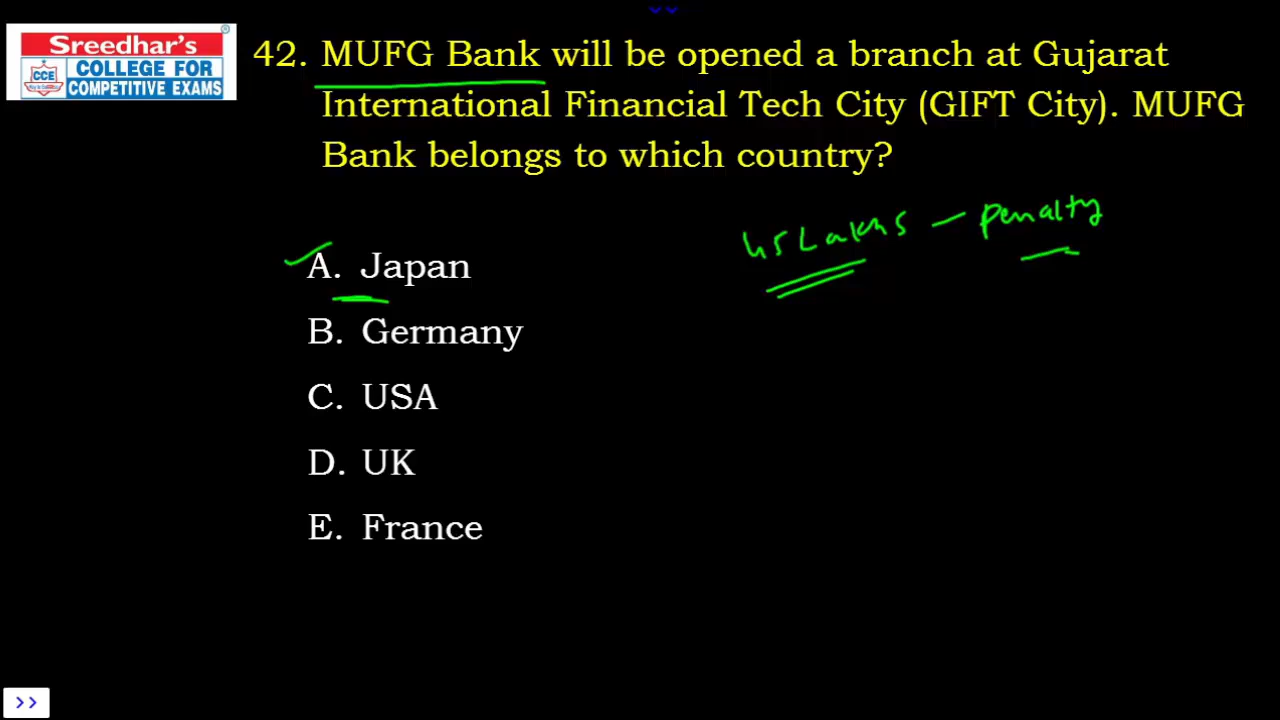 Sreedhar's
CCE
COLLEGE FOR
COMPETITIVE EXAMS
42. MUFG Bank will be opened a branch at Gujarat
International Financial Tech City (GIFT City). MUFG
Bank belongs to which country?
45 Lakhs – penalty
A. Japan
B. Germany
C. USA
D. UK
E. France
>>